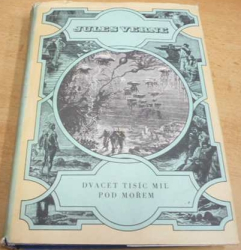 JULES VERNE
DVACET TISÍC MIL
POD MOŘEM